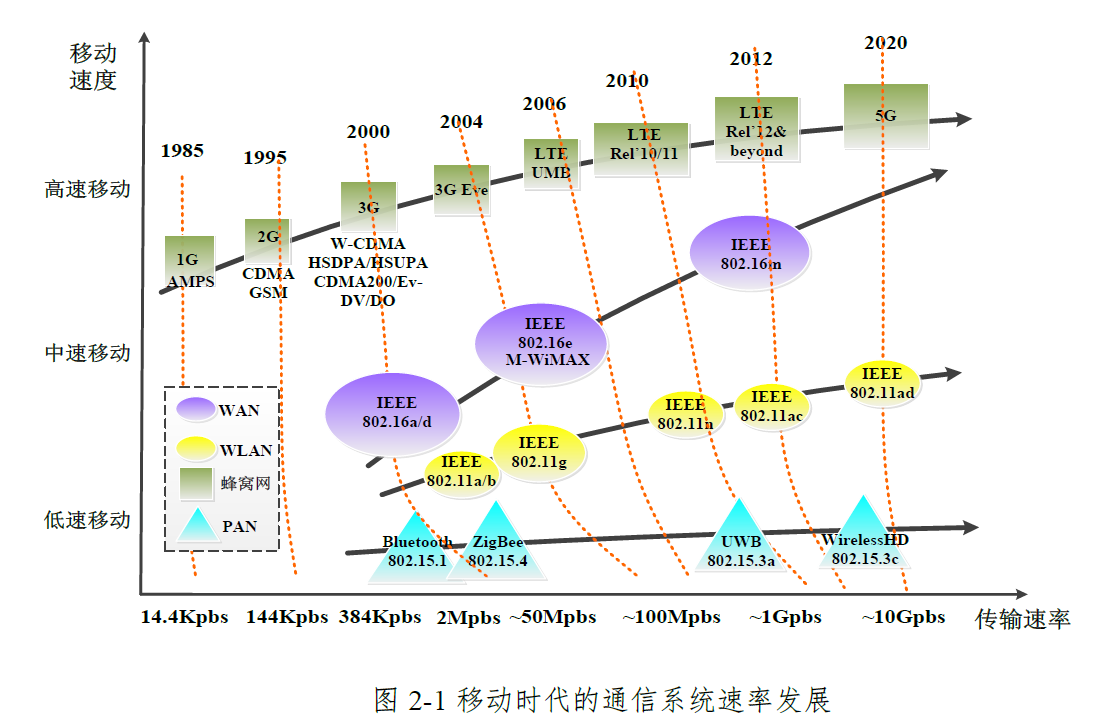 移动
速度
1985
1995
2000
2004
2006
2010
2012
2020
高速移动
1G
AMPS
2G
CDMA
GSM
3G
W-CDMA
HSDPA/HSUPA
CDMA200/Ev-
DV/DO
3G Eve
LTE
UMB
LTE
Rel'10/11
LTE
Rel'12&
beyond
5G
中速移动
IEEE
802.16a/d
IEEE
802.16e
M-WiMAX
IEEE
802.16m
IEEE
802.11a/b
IEEE
802.11g
IEEE
802.11n
IEEE
802.11ac
IEEE
802.11ad
WAN
WLAN
蜂窝网
PAN
低速移动
Bluetooth
802.15.1
ZigBee
802.15.4
UWB
802.15.3a
WirelessHD
802.15.3c
14.4Kpbs
144Kpbs
384Kpbs
2Mpbs
~50Mpbs
~100Mpbs
~1Gpbs
~10Gpbs
传输速率
图 2-1 移动时代的通信系统速率发展